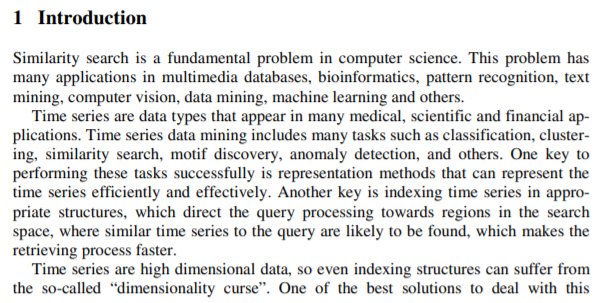 1 Introduction
Similarity search is a fundamental problem in computer science. This problem has
many applications in multimedia databases, bioinformatics, pattern recognition, text
mining, computer vision, data mining, machine learning and others.
Time series are data types that appear in many medical, scientific and financial ap-
plications. Time series data mining includes many tasks such as classification, cluster-
ing, similarity search, motif discovery, anomaly detection, and others. One key to
performing these tasks successfully is representation methods that can represent the
time series efficiently and effectively. Another key is indexing time series in appro-
priate structures, which direct the query processing towards regions in the search
space, where similar time series to the query are likely to be found, which makes the
retrieving process faster.
Time series are high dimensional data, so even indexing structures can suffer from
the so-called “dimensionality curse”. One of the best solutions to deal with this